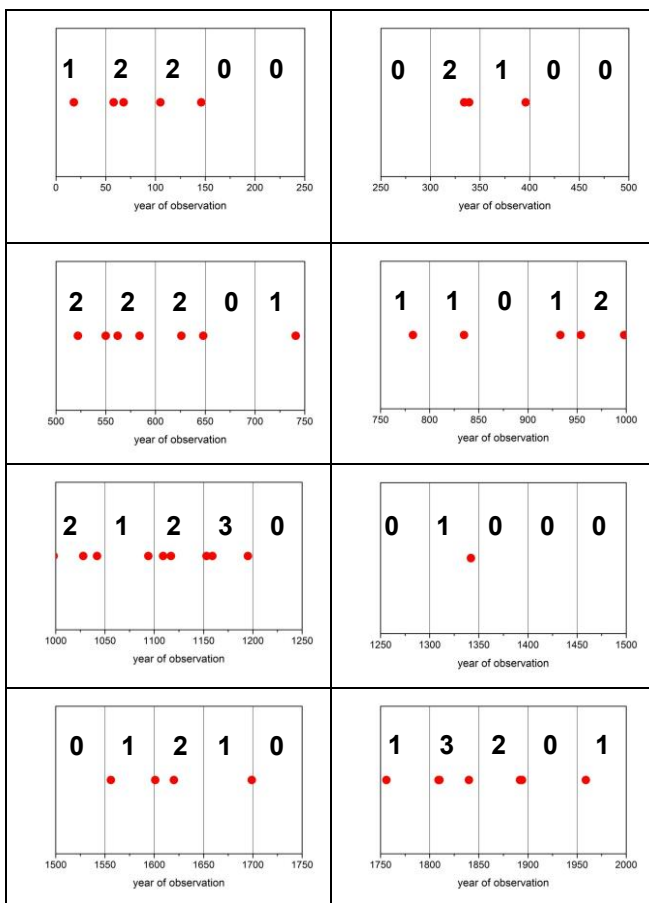 1 2 2 0 0
0 50 100 150 200 250
year of observation
0 2 1 0 0
250 300 350 400 450 500
year of observation
2 2 2 0 1
500 550 600 650 700 750
year of observation
1 1 0 1 2
750 800 850 900 950 1000
year of observation
2 1 2 3 0
1000 1050 1100 1150 1200 1250
year of observation
0 1 0 0 0
1250 1300 1350 1400 1450 1500
year of observation
0 1 2 1 0
1500 1550 1600 1650 1700 1750
year of observation
1 3 2 0 1
1750 1800 1850 1900 1950 2000
year of observation